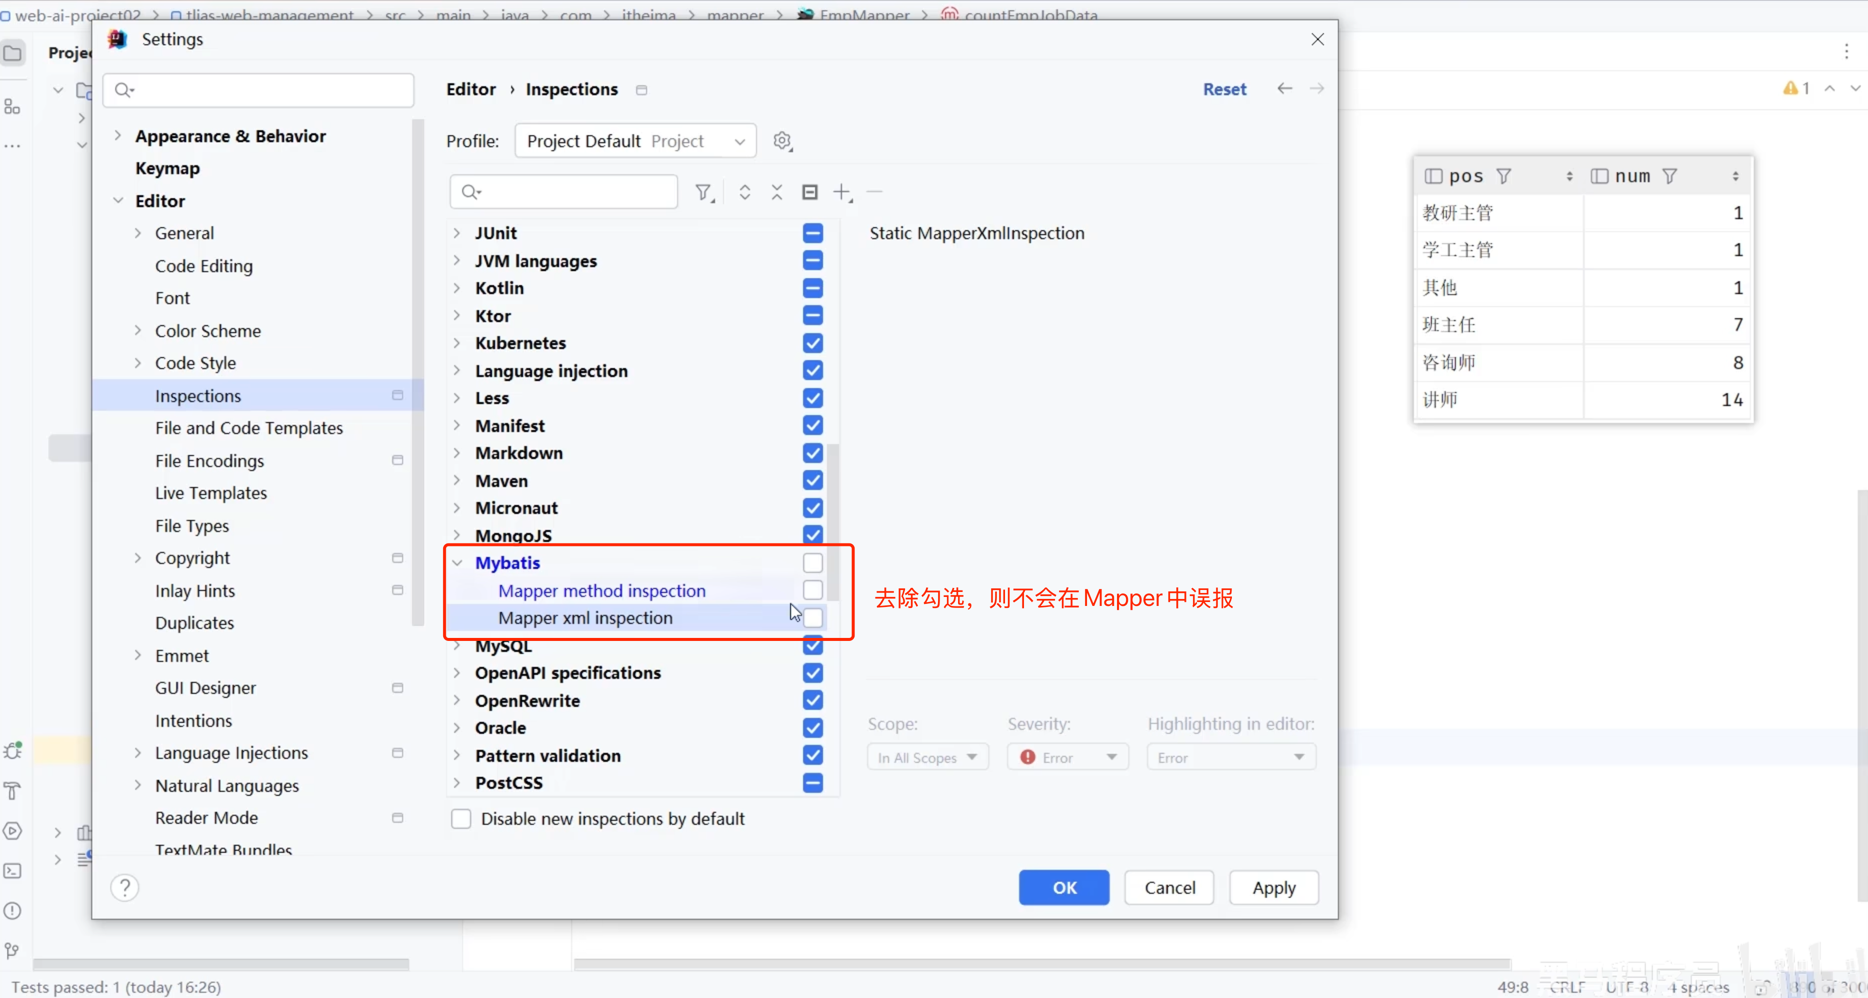 web-ai-project02 tlias-web-management src main java com itheima mapper EmpMapper countEmpJobData
Settings
Editor › Inspections
Reset
Profile: Project Default Project
Appearance & Behavior
Keymap
Editor
General
Code Editing
Font
Color Scheme
Code Style
Inspections
File and Code Templates
File Encodings
Live Templates
File Types
Copyright
Inlay Hints
Duplicates
Emmet
GUI Designer
Intentions
Language Injections
Natural Languages
Reader Mode
TextMate Bundles
JUnit
JVM languages
Kotlin
Ktor
Kubernetes
Language injection
Less
Manifest
Markdown
Maven
Micronaut
MongoJS
Mybatis
Mapper method inspection
Mapper xml inspection
MySQL
OpenAPI specifications
OpenRewrite
Oracle
Pattern validation
PostCSS
Disable new inspections by default
Static MapperXmlInspection
去除勾选，则不会在Mapper中误报
Scope: Severity: Highlighting in editor:
In All Scopes Error Error
? OK Cancel Apply
1
pos num
教研主管 1
学工主管 1
其他 1
班主任 7
咨询师 8
讲师 14
Tests passed: 1 (today 16:26)
49:8 CRLF UTF-8 4 spaces